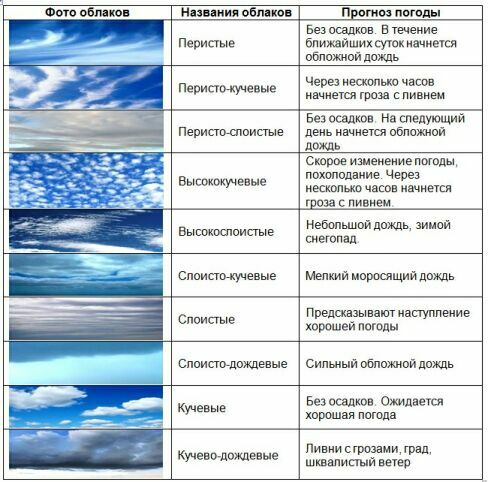 Фото облаков Названия облаков Прогноз погоды
Перистые
Без осадков. В течение
ближайших суток начнется
обложной дождь
Перисто-кучевые
Через несколько часов
начнется гроза с ливнем
Перисто-слоистые
Без осадков. На следующий
день начнется обложной
дождь
Высококучевые
Скорое изменение погоды,
похолодание. Через
несколько часов начнется
гроза с ливнем.
Высокослоистые
Небольшой дождь, зимой
снегопад.
Слоисто-кучевые
Мелкий моросящий дождь
Слоистые
Предсказывают наступление
хорошей погоды
Слоисто-дождевые
Сильный обложной дождь
Кучевые
Без осадков. Ожидается
хорошая погода
Кучево-дождевые
Ливни с грозами, град,
шквалистый ветер